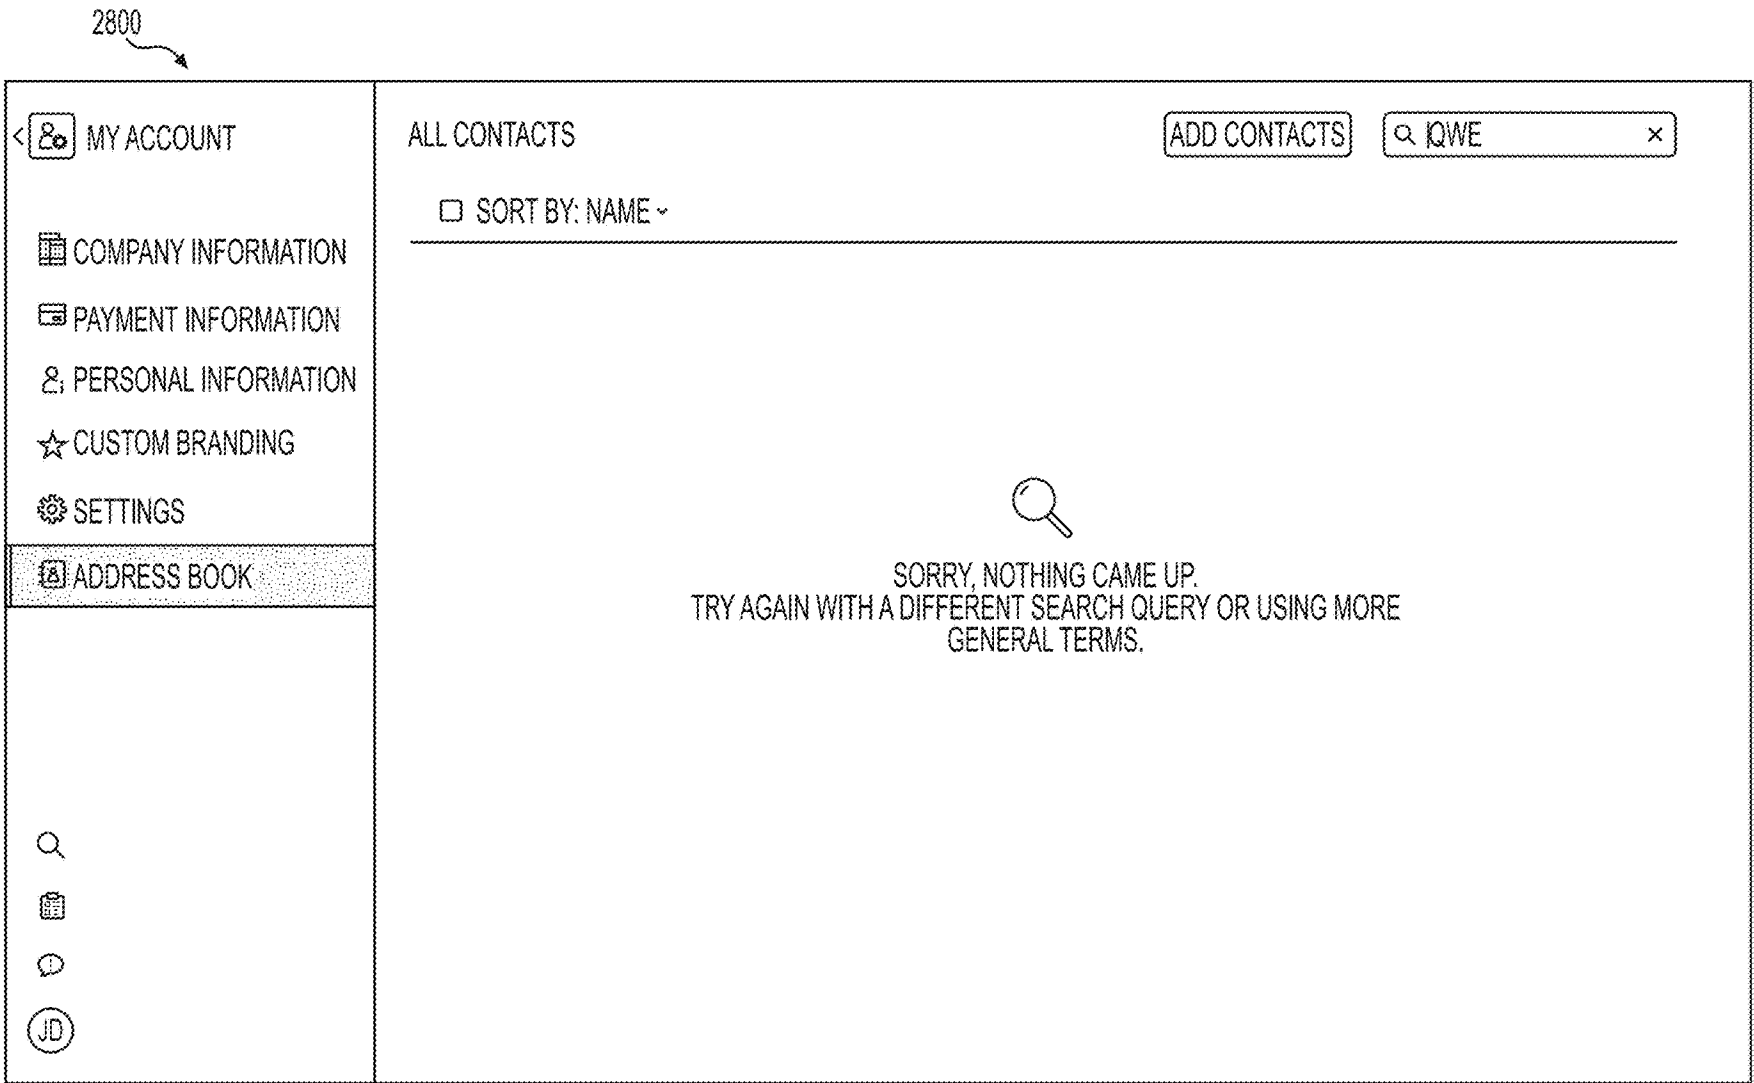 2800
MY ACCOUNT
COMPANY INFORMATION
PAYMENT INFORMATION
PERSONAL INFORMATION
CUSTOM BRANDING
SETTINGS
ADDRESS BOOK
JD
ALL CONTACTS
ADD CONTACTS
QWE
SORT BY: NAME
SORRY, NOTHING CAME UP.
TRY AGAIN WITH A DIFFERENT SEARCH QUERY OR USING MORE
GENERAL TERMS.